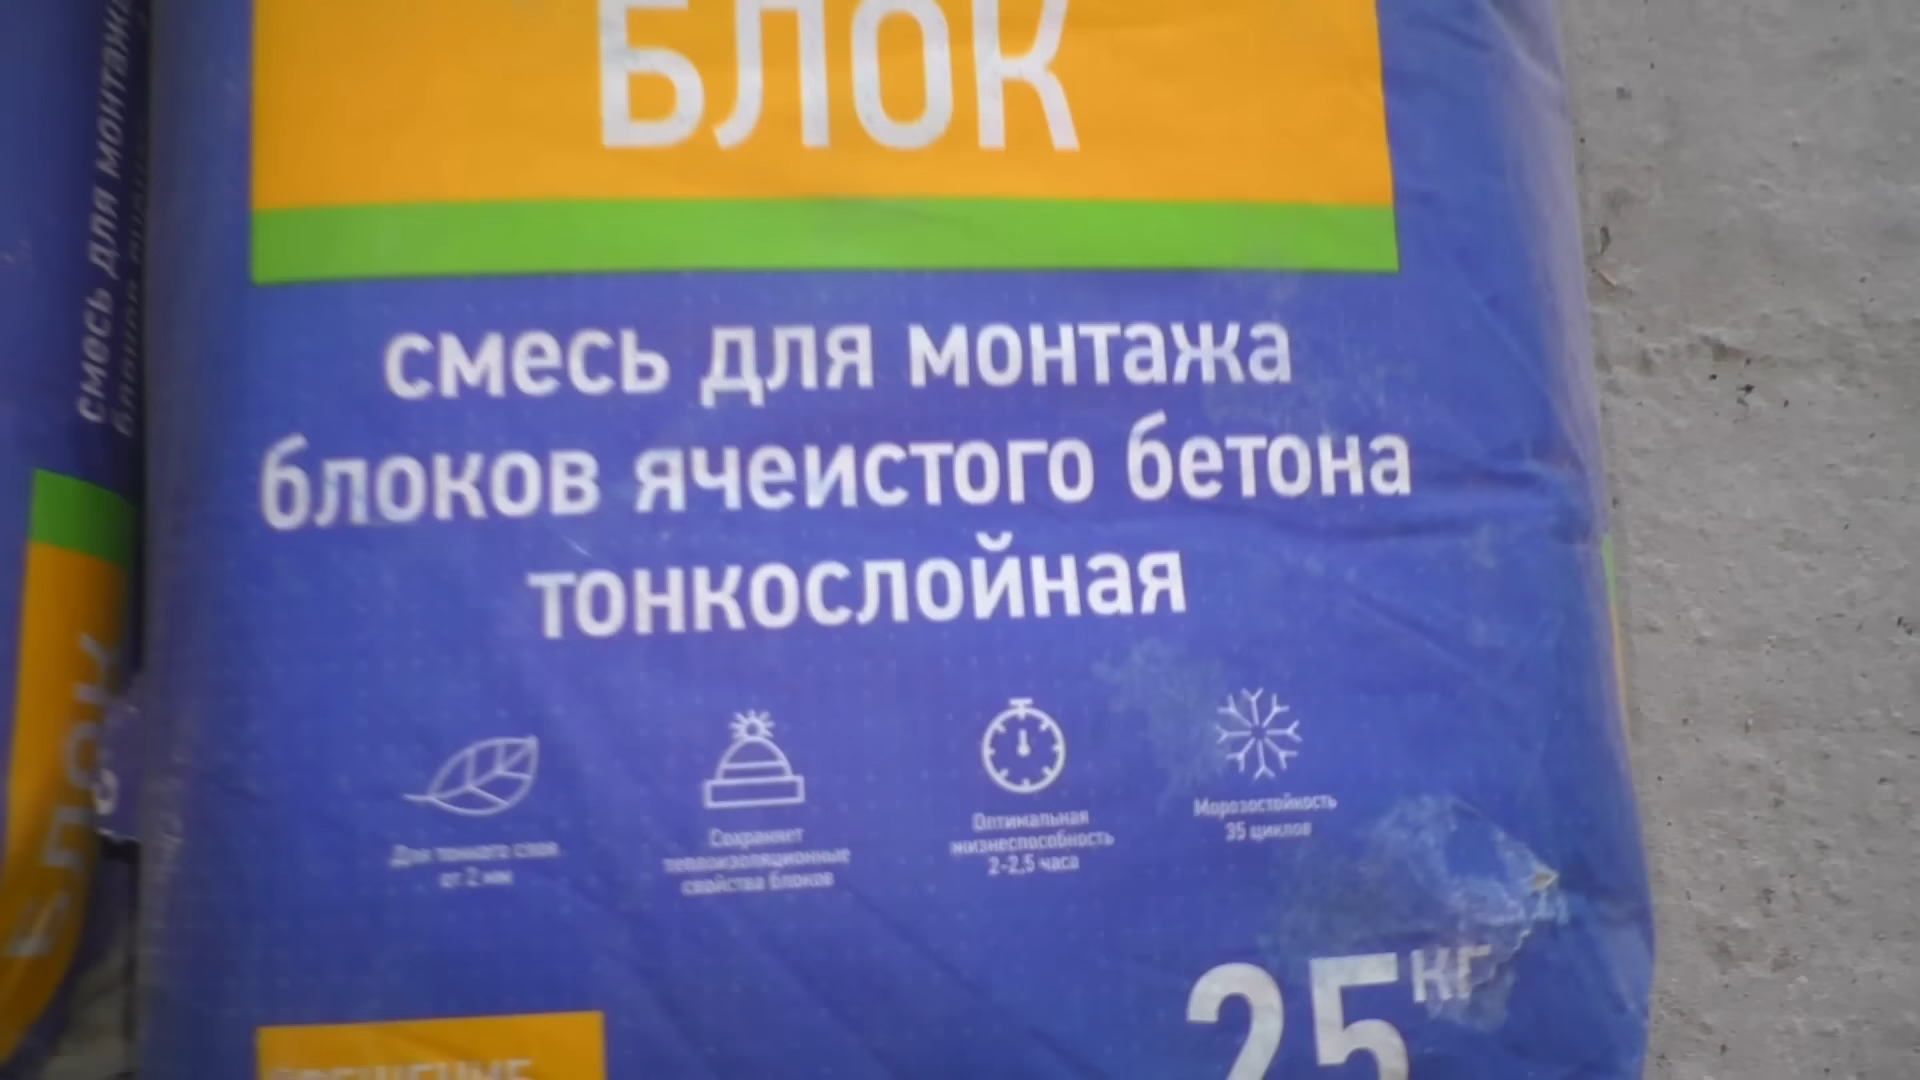 БЛОК
смесь для монтажа
блоков ячеистого бетона
тонкослойная
Для тонкого слоя
от 2 мм
Сохраняет
теплоизоляционные
свойства блоков
Оптимальная
жизнеспособность
2-2,5 часа
Морозостойкость
35 циклов
25 кг
смесь для монтажа
БЛОК